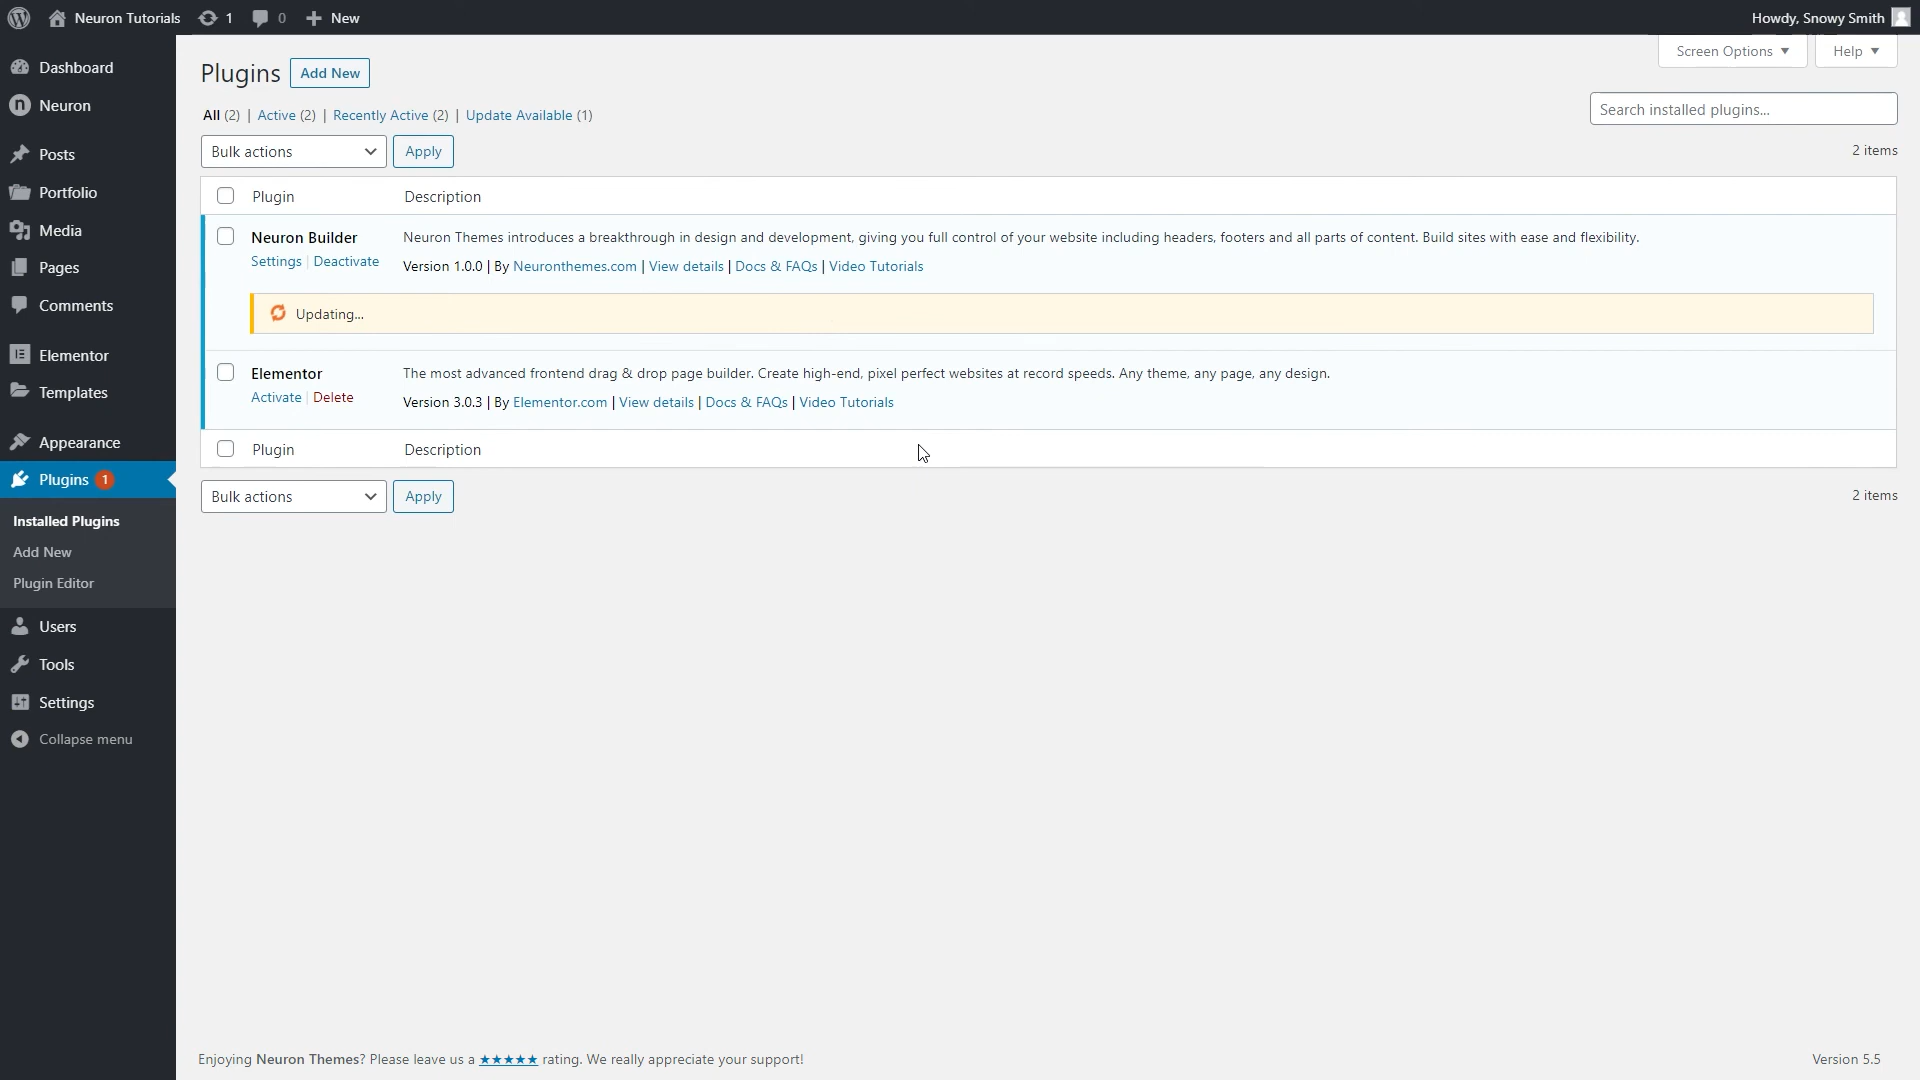 Neuron Tutorials 1 0 New Howdy, Snowy Smith
Screen Options Help
Dashboard
Neuron
Posts
Portfolio
Media
Pages
Comments
Elementor
Templates
Appearance
Plugins 1
Installed Plugins
Add New
Plugin Editor
Users
Tools
Settings
Collapse menu
Plugins Add New
All (2) | Active (2) | Recently Active (2) | Update Available (1)
Search installed plugins...
Bulk actions Apply
2 items
Plugin Description
Neuron Builder
Settings | Deactivate
Neuron Themes introduces a breakthrough in design and development, giving you full control of your website including headers, footers and all parts of content. Build sites with ease and flexibility.
Version 1.0.0 | By Neuronthemes.com | View details | Docs & FAQs | Video Tutorials
Updating...
Elementor
Activate | Delete
The most advanced frontend drag & drop page builder. Create high-end, pixel perfect websites at record speeds. Any theme, any page, any design.
Version 3.0.3 | By Elementor.com | View details | Docs & FAQs | Video Tutorials
Plugin Description
Bulk actions Apply
2 items
Enjoying Neuron Themes? Please leave us a ★★★★★ rating. We really appreciate your support!
Version 5.5